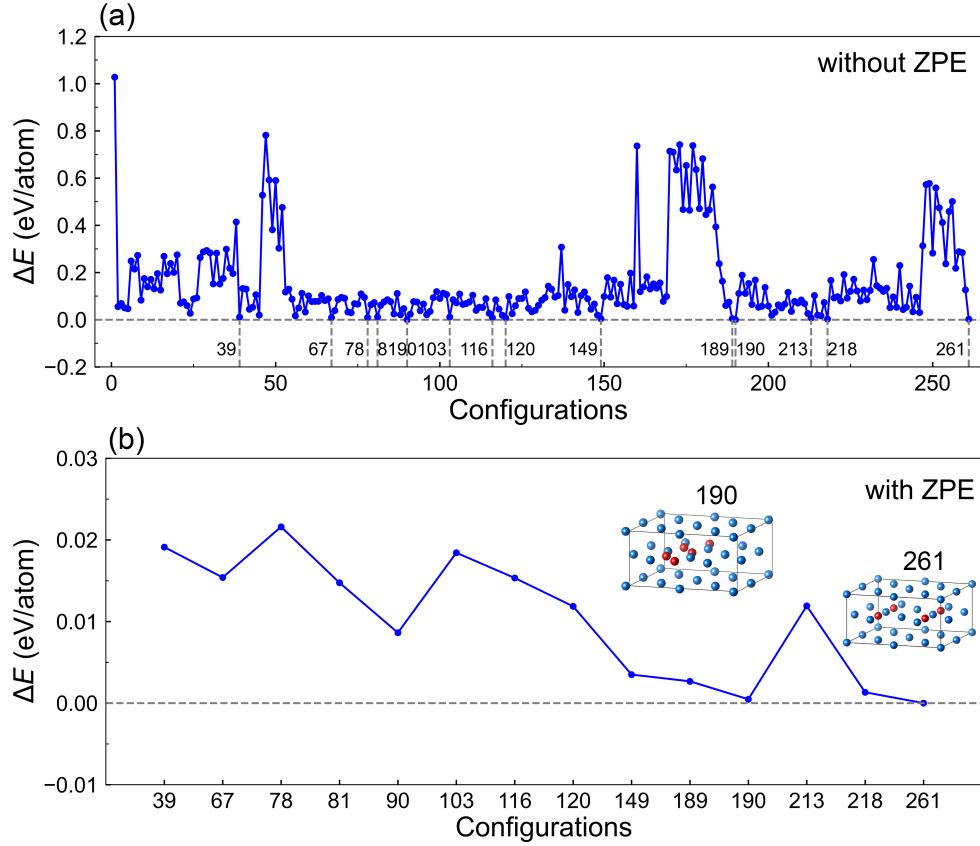 (a)
without ZPE
ΔE (eV/atom)
1.2
1.0
0.8
0.6
0.4
0.2
0.0
−0.2
39 67 78 81 90 103 116 120 149 189 190 213 218 261
0 50 100 150 200 250
Configurations
(b)
with ZPE
190
261
ΔE (eV/atom)
0.03
0.02
0.01
0.00
−0.01
39 67 78 81 90 103 116 120 149 189 190 213 218 261
Configurations